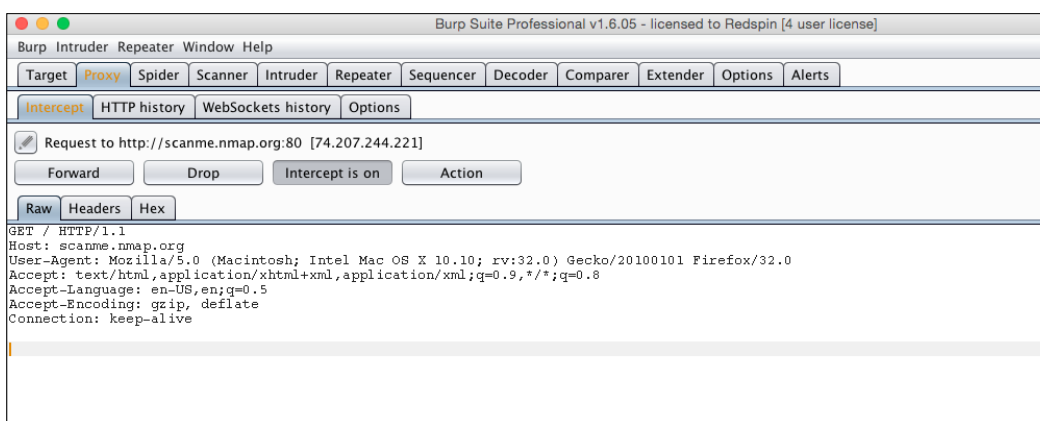 Burp Suite Professional v1.6.05 - licensed to Redspin [4 user license]
Burp Intruder Repeater Window Help
Target Proxy Spider Scanner Intruder Repeater Sequencer Decoder Comparer Extender Options Alerts
Intercept HTTP history WebSockets history Options
Request to http://scanme.nmap.org:80 [74.207.244.221]
Forward Drop Intercept is on Action
Raw Headers Hex
GET / HTTP/1.1
Host: scanme.nmap.org
User-Agent: Mozilla/5.0 (Macintosh; Intel Mac OS X 10.10; rv:32.0) Gecko/20100101 Firefox/32.0
Accept: text/html,application/xhtml+xml,application/xml;q=0.9,*/*;q=0.8
Accept-Language: en-US,en;q=0.5
Accept-Encoding: gzip, deflate
Connection: keep-alive